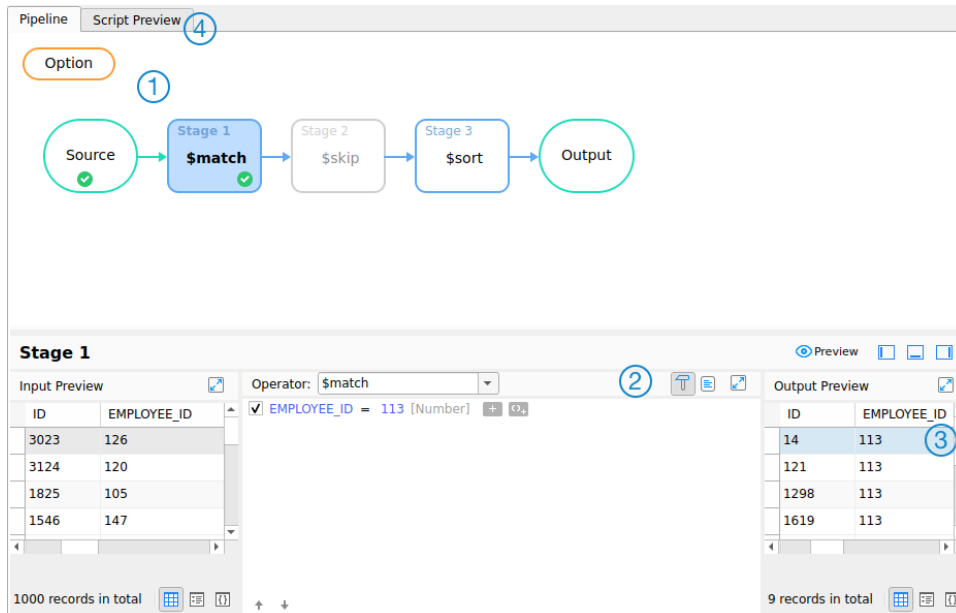 Pipeline Script Preview
4
Option
1
Stage 1 Stage 2 Stage 3
Source $match $skip $sort Output
Stage 1 Preview
Input Preview Operator: $match 2 Output Preview
ID EMPLOYEE_ID EMPLOYEE_ID = 113 [Number] ID EMPLOYEE_ID
3023 126 14 113 3
3124 120 121 113
1825 105 1298 113
1546 147 1619 113
1000 records in total 9 records in total